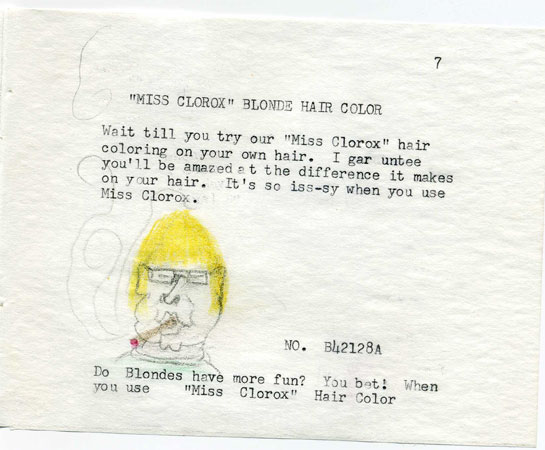 7
"MISS CLOROX" BLONDE HAIR COLOR
Wait till you try our "Miss Clorox" hair
coloring on your own hair.  I gar untee
you'll be amazed at the difference it makes
on your hair.  It's so iss-sy when you use
Miss Clorox.
NO.  B42128A
Do  Blondes have more fun?  You bet!  When
you use   "Miss  Clorox"  Hair Color